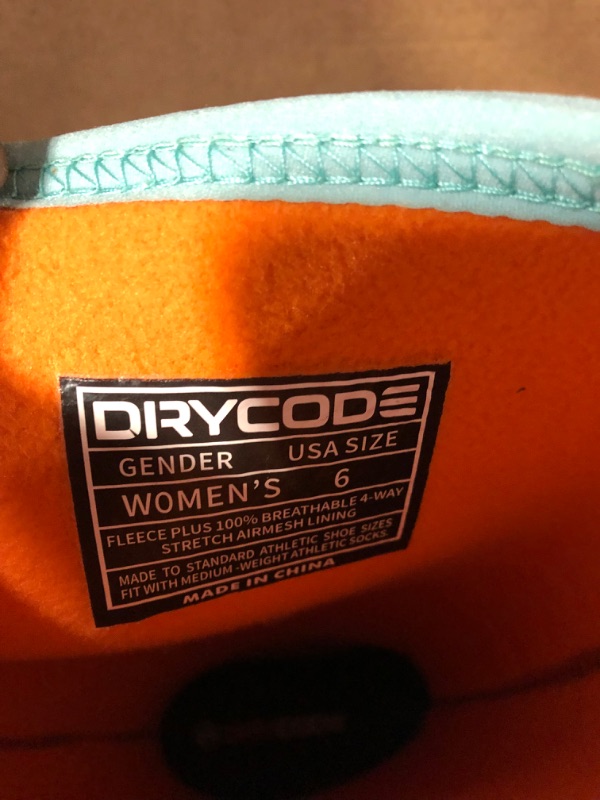 DRYCODE
GENDER USA SIZE
WOMEN'S 6
FLEECE PLUS 100% BREATHABLE 4-WAY
STRETCH AIRMESH LINING
MADE TO STANDARD ATHLETIC SHOE SIZES
FIT WITH MEDIUM-WEIGHT ATHLETIC SOCKS.
MADE IN CHINA